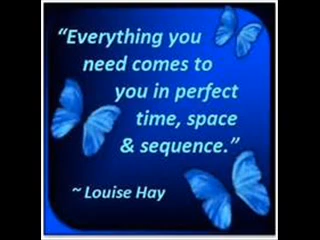 “Everything you
need comes to
you in perfect
time, space
& sequence.”
~ Louise Hay